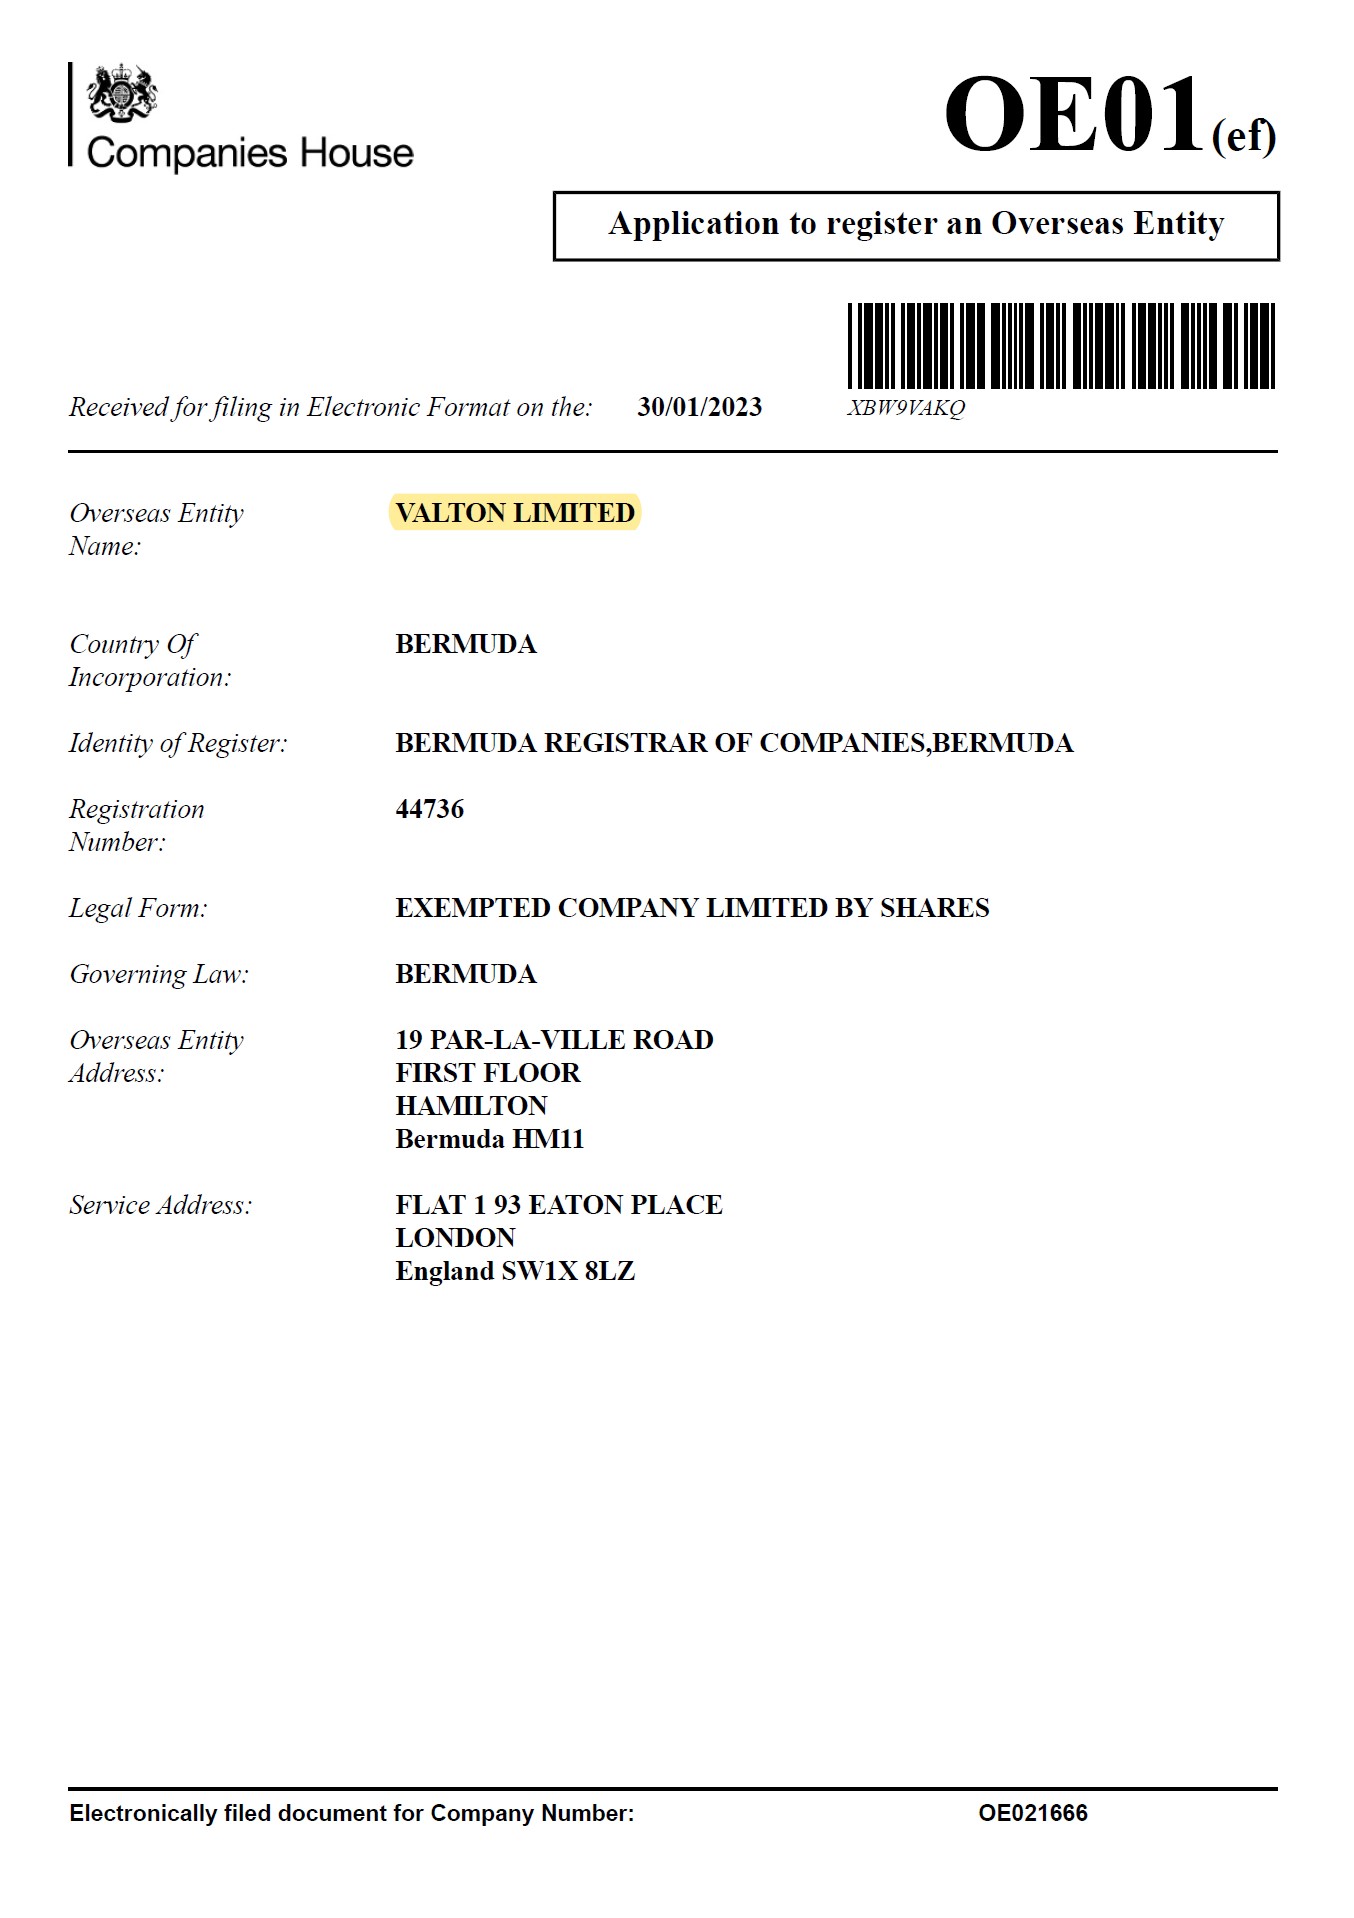 Companies House
OE01(ef)
Application to register an Overseas Entity
Received for filing in Electronic Format on the: 30/01/2023
XBW9VAKQ
Overseas Entity VALTON LIMITED
Name:
Country Of BERMUDA
Incorporation:
Identity of Register: BERMUDA REGISTRAR OF COMPANIES,BERMUDA
Registration 44736
Number:
Legal Form: EXEMPTED COMPANY LIMITED BY SHARES
Governing Law: BERMUDA
Overseas Entity 19 PAR-LA-VILLE ROAD
Address: FIRST FLOOR
HAMILTON
Bermuda HM11
Service Address: FLAT 1 93 EATON PLACE
LONDON
England SW1X 8LZ
Electronically filed document for Company Number: OE021666